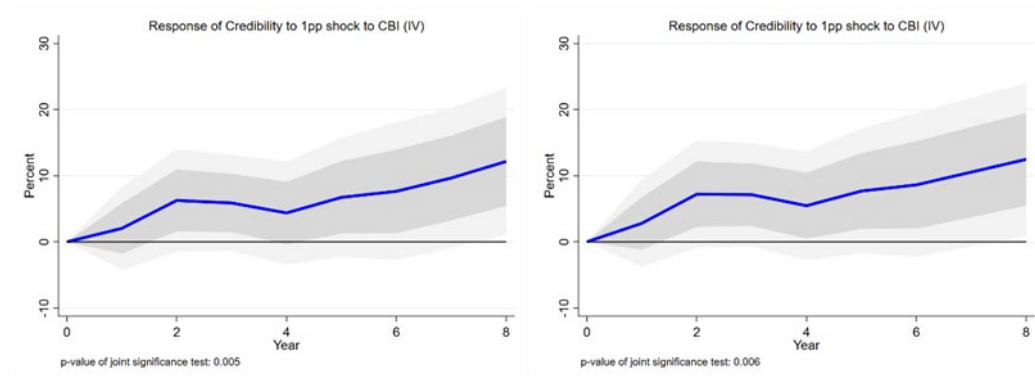 Response of Credibility to 1pp shock to CBI (IV)
30
20
10
0
-10
Percent
0 2 4 6 8
Year
p-value of joint significance test: 0.005
Response of Credibility to 1pp shock to CBI (IV)
30
20
10
0
-10
Percent
0 2 4 6 8
Year
p-value of joint significance test: 0.006